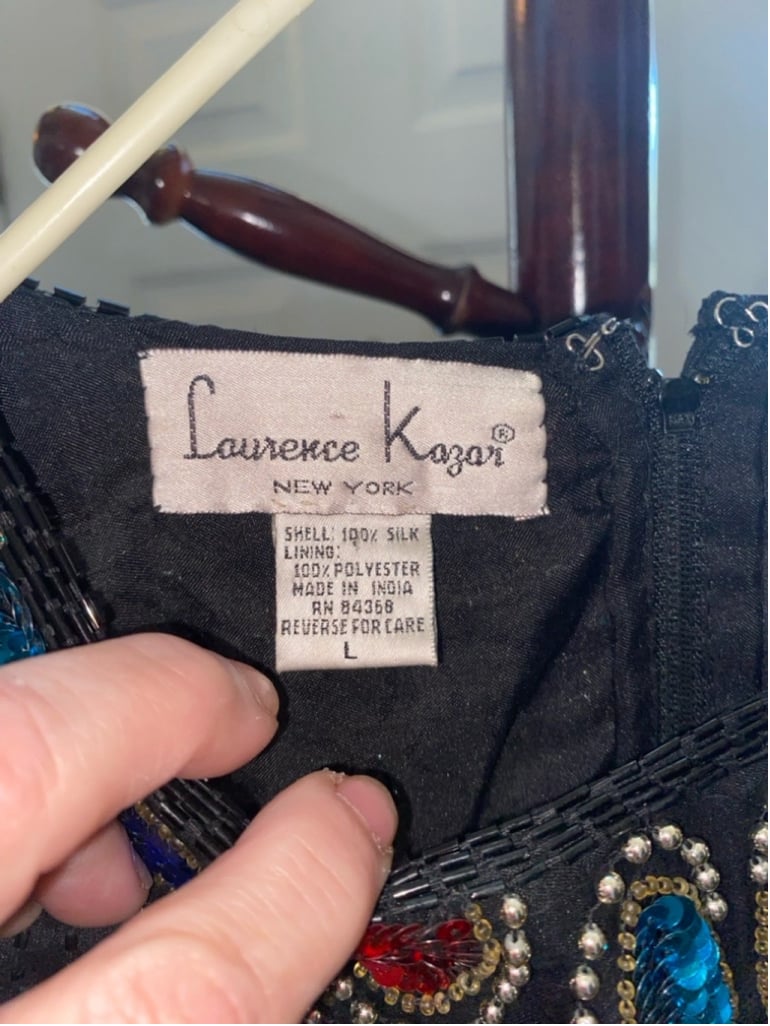 Laurence Kazar®
NEW YORK
SHELL: 100% SILK
LINING:
100% POLYESTER
MADE IN INDIA
RN 84368
REVERSE FOR CARE
L